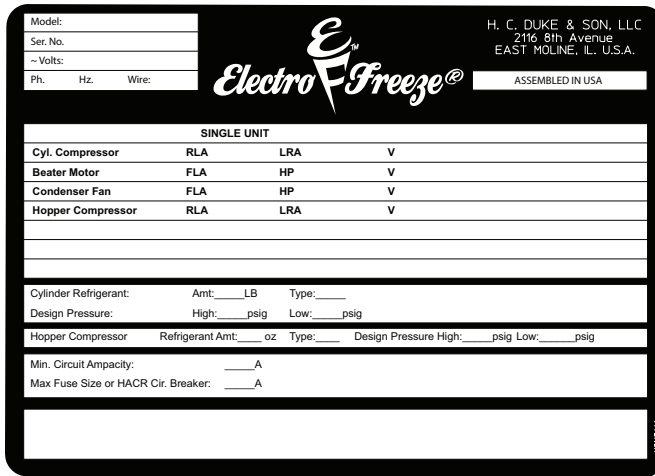 Model:
Ser. No.
~ Volts:
Ph. Hz. Wire:
Electro Freeze®
TM
H. C. DUKE & SON, LLC
2116 8th Avenue
EAST MOLINE, IL. U.S.A.
ASSEMBLED IN USA
SINGLE UNIT
Cyl. Compressor RLA LRA V
Beater Motor FLA HP V
Condenser Fan FLA HP V
Hopper Compressor RLA LRA V
Cylinder Refrigerant: Amt:_____LB Type:_____
Design Pressure: High:_____psig Low:_____psig
Hopper Compressor Refrigerant Amt:____ oz Type:____ Design Pressure High:_____psig Low:______psig
Min. Circuit Ampacity: _____A
Max Fuse Size or HACR Cir. Breaker: _____A